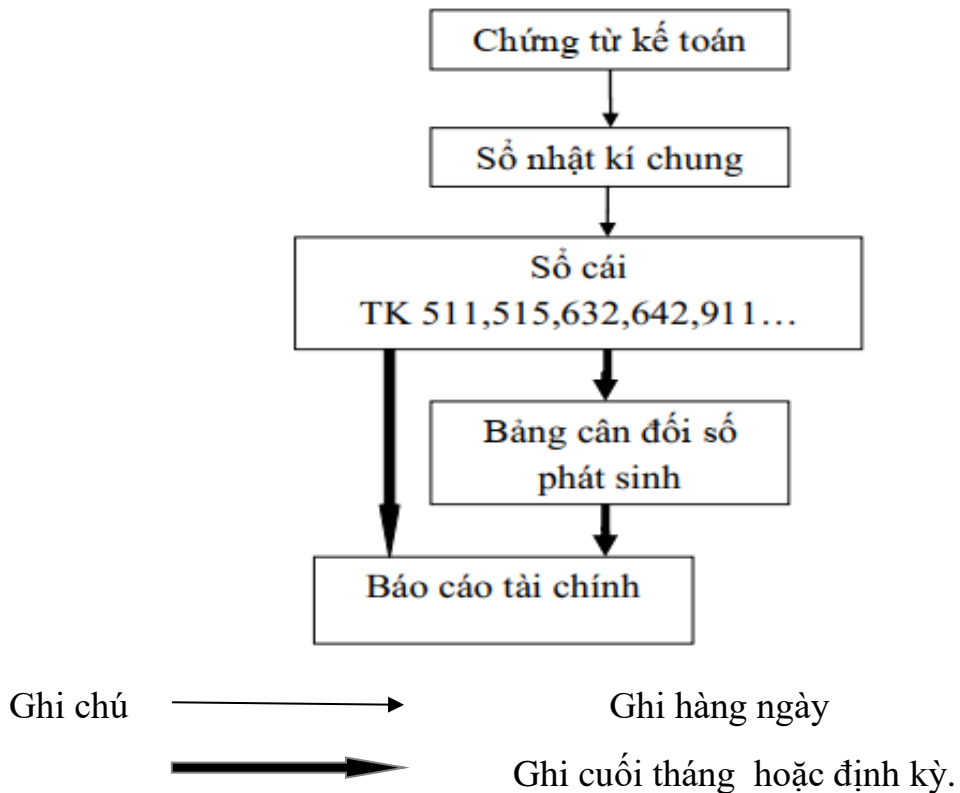 Chứng từ kế toán
Sổ nhật kí chung
Sổ cái
TK 511,515,632,642,911…
Bảng cân đối số
phát sinh
Báo cáo tài chính
Ghi chú Ghi hàng ngày
Ghi cuối tháng hoặc định kỳ.